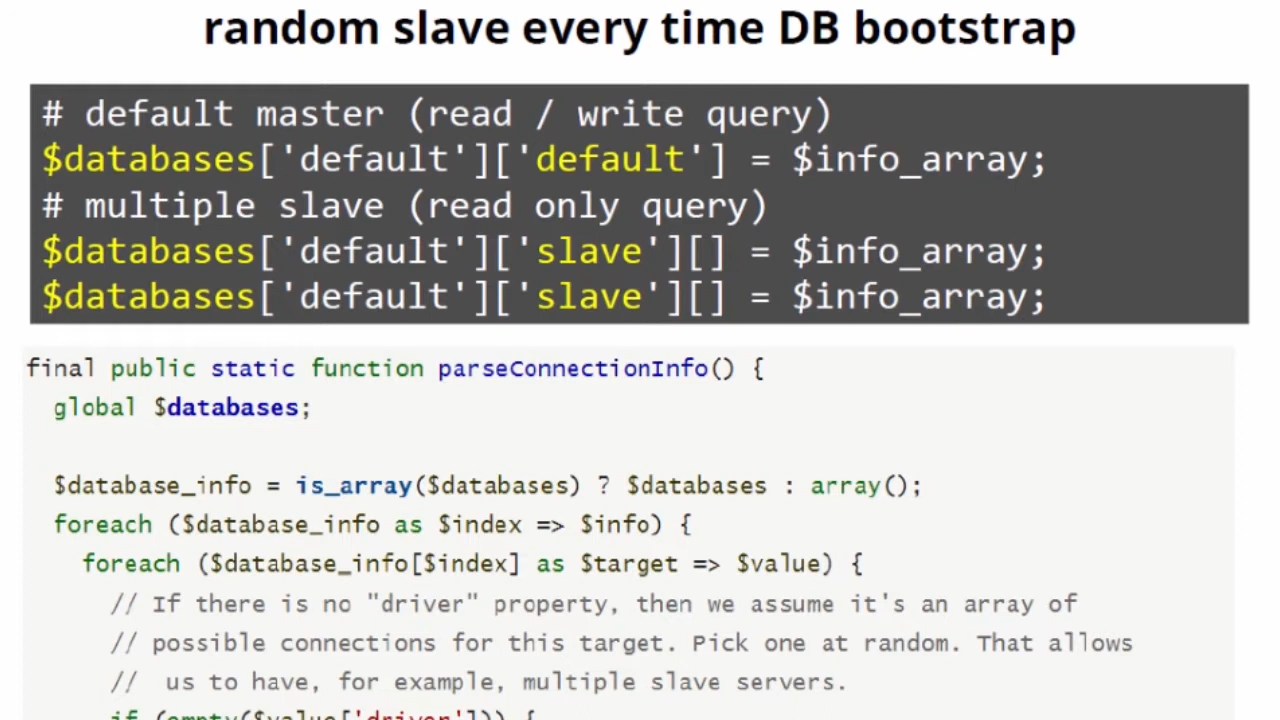 random slave every time DB bootstrap
# default master (read / write query)
$databases['default']['default'] = $info_array;
# multiple slave (read only query)
$databases['default']['slave'][] = $info_array;
$databases['default']['slave'][] = $info_array;
final public static function parseConnectionInfo() {
global $databases;
$database_info = is_array($databases) ? $databases : array();
foreach ($database_info as $index => $info) {
foreach ($database_info[$index] as $target => $value) {
// If there is no "driver" property, then we assume it's an array of
// possible connections for this target. Pick one at random. That allows
//  us to have, for example, multiple slave servers.
if (empty($value['driver'])) {